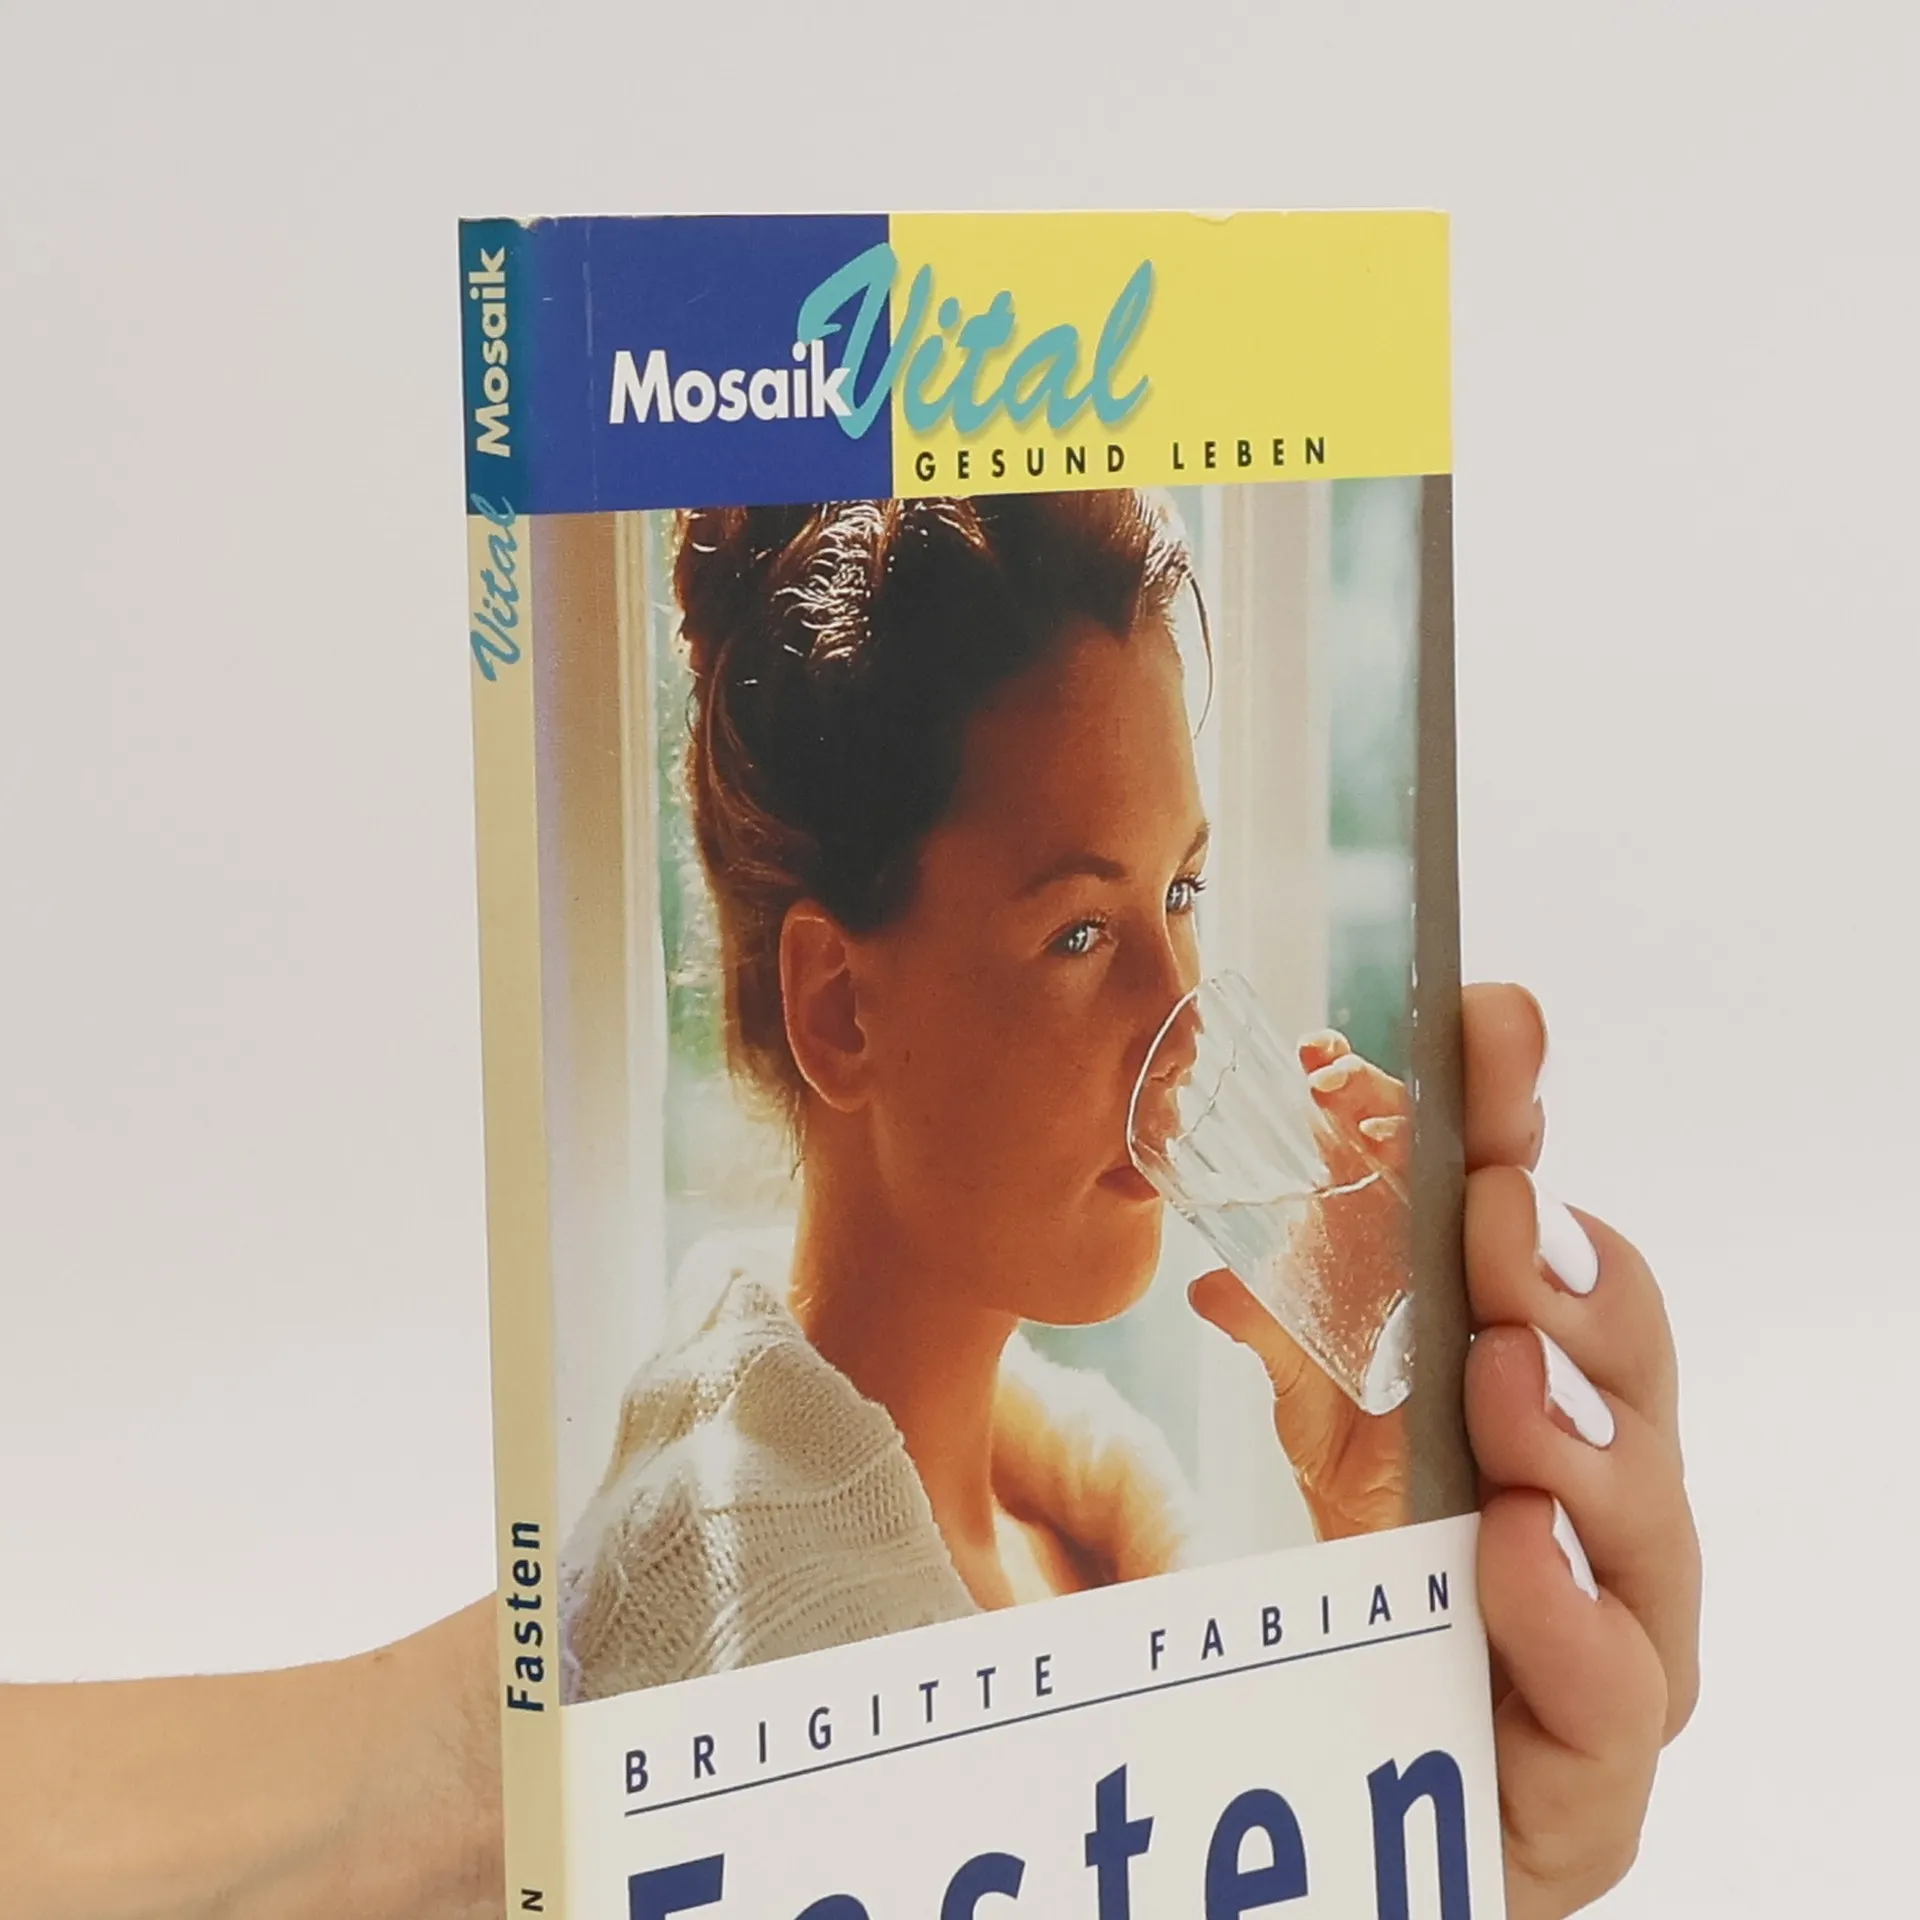 Mosaik Vital
GESUND LEBEN
BRIGITTE FABIAN
Fasten
Mosaik Vital
Fasten